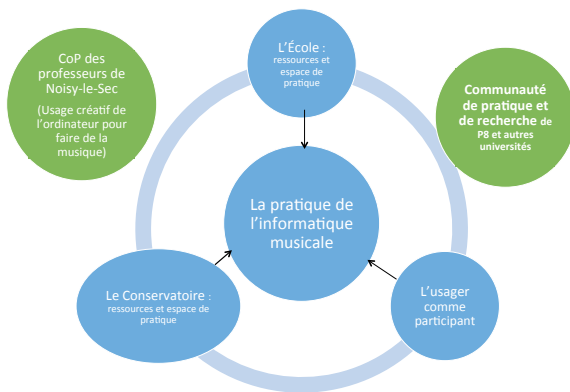 L’École :
ressources et
espace de
pratique
CoP des
professeurs de
Noisy-le-Sec
(Usage créatif de
l’ordinateur pour
faire de la
musique)
Communauté
de pratique et
de recherche de
P8 et autres
universités
La pratique de
l’informatique
musicale
Le Conservatoire :
ressources et espace de
pratique
L’usager
comme
participant